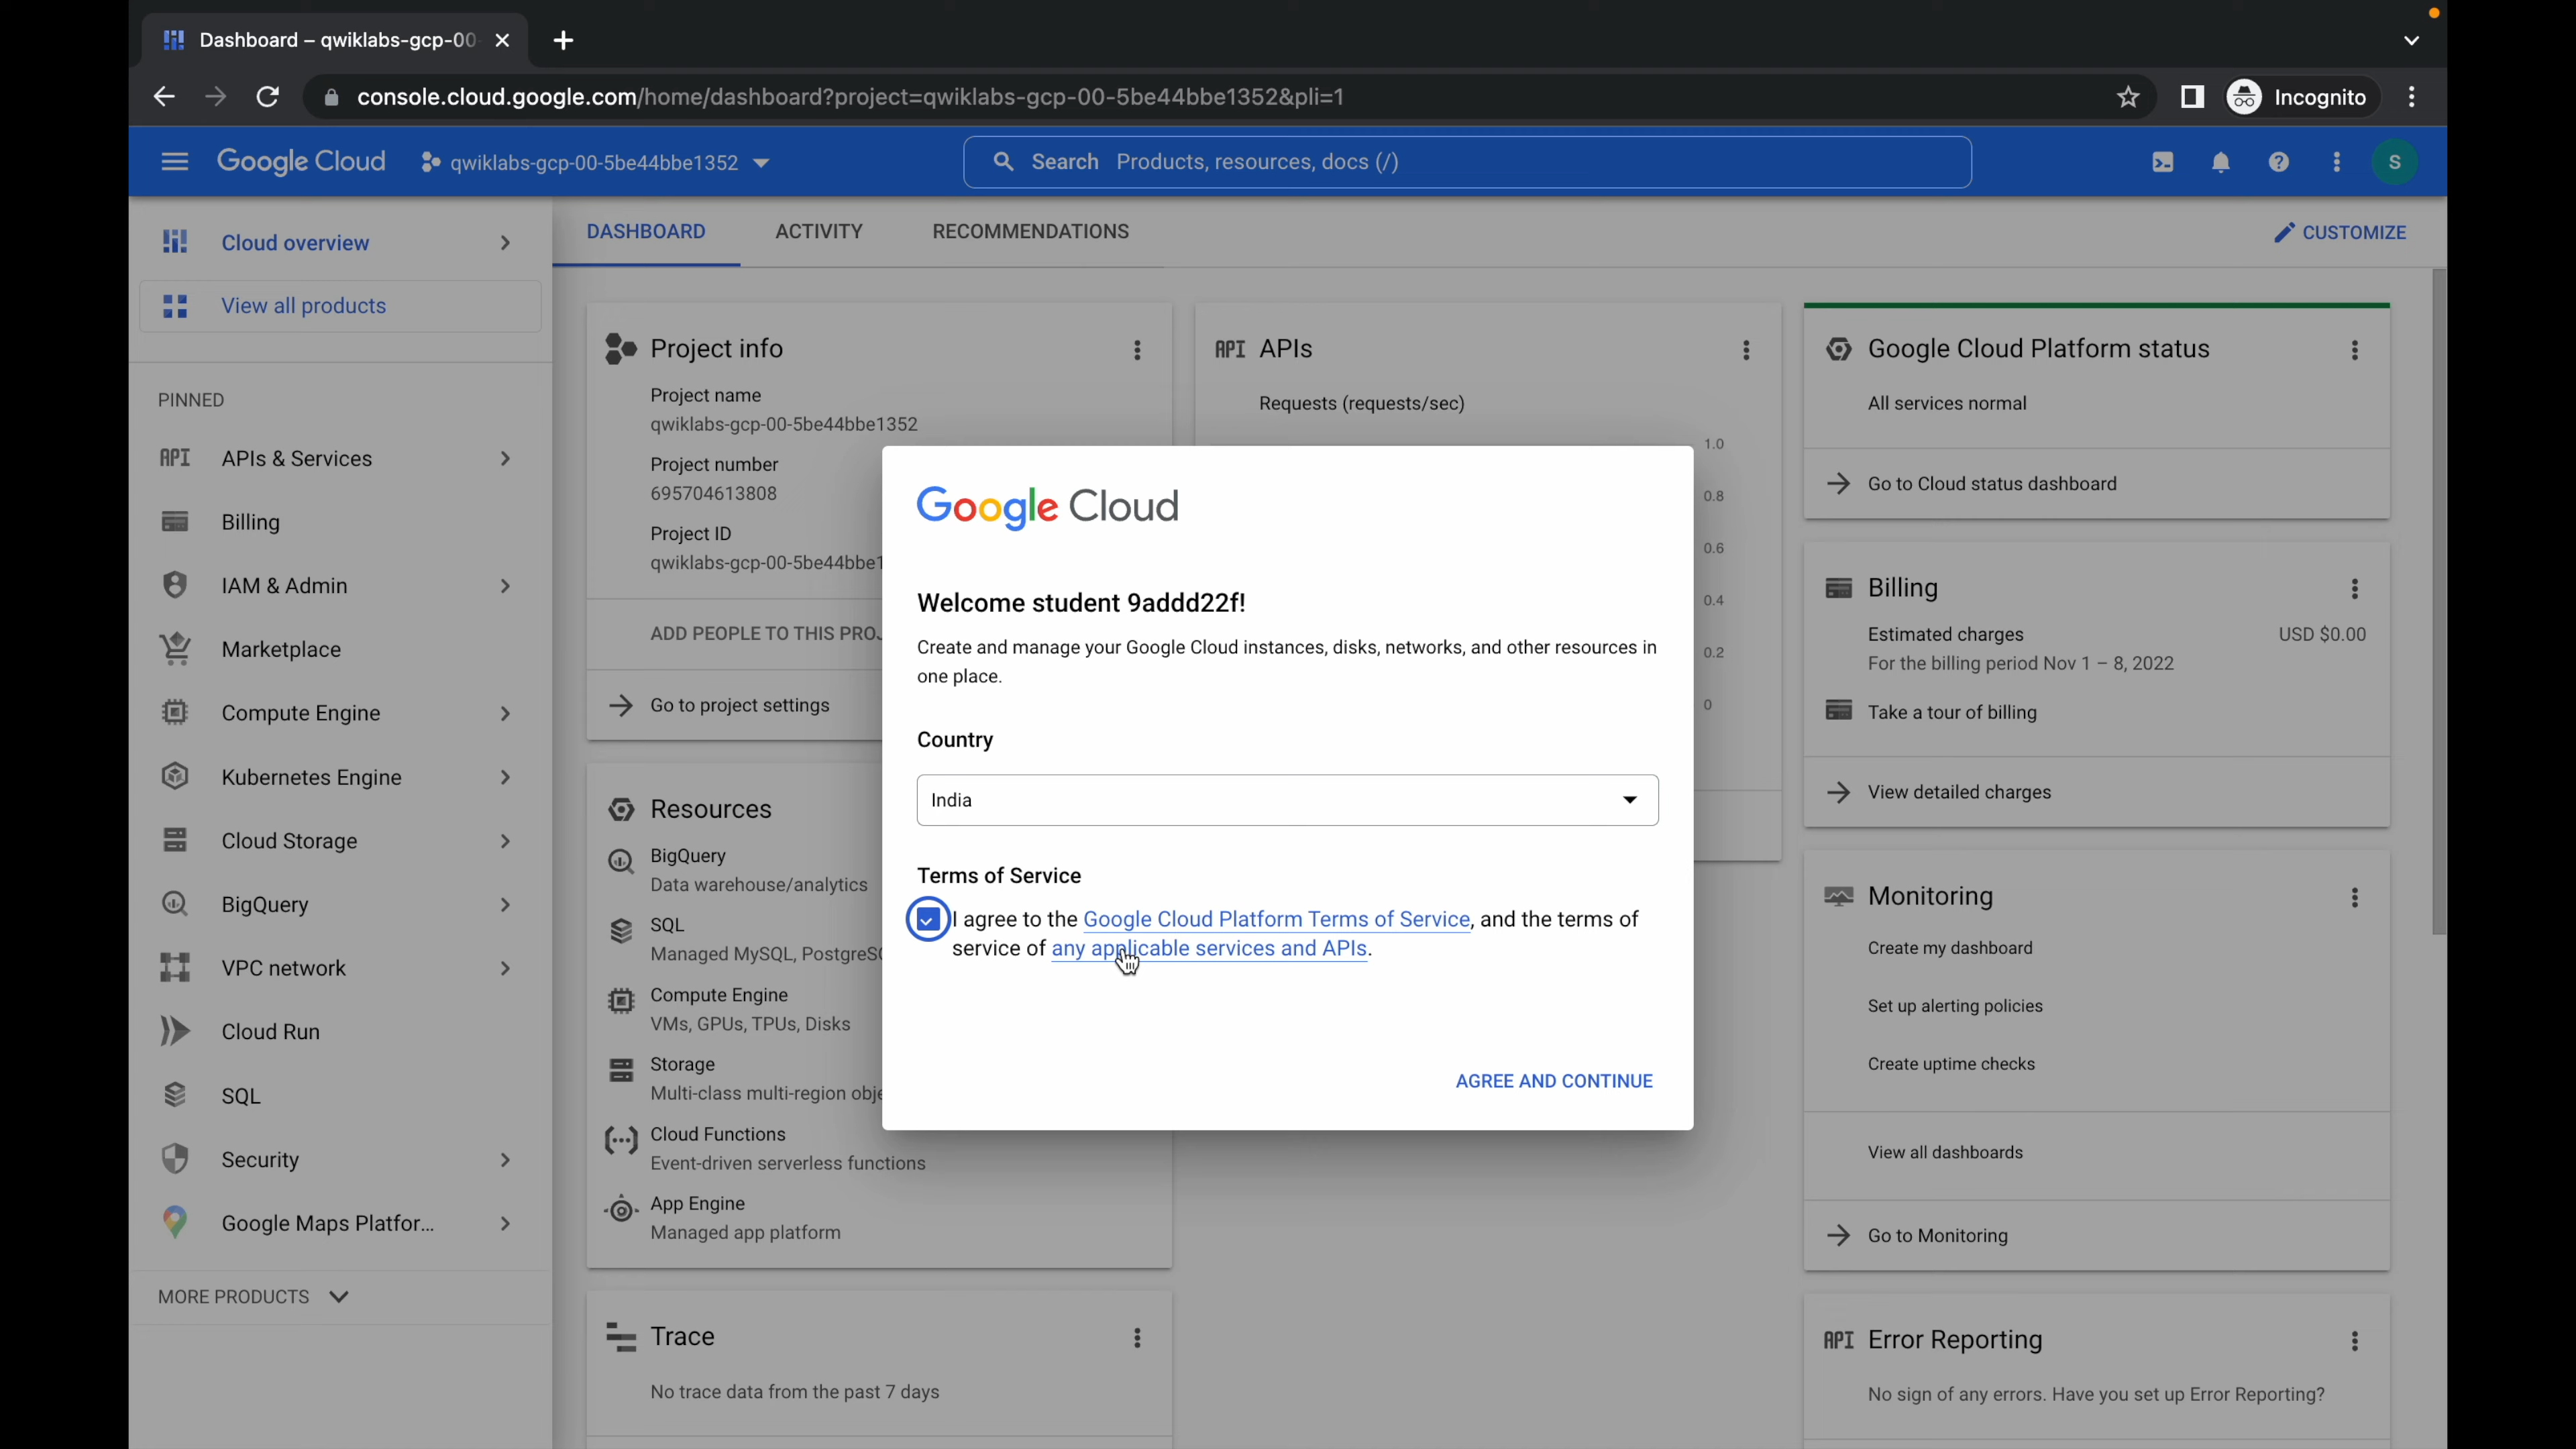 Dashboard – qwiklabs-gcp-00
console.cloud.google.com/home/dashboard?project=qwiklabs-gcp-00-5be44bbe1352&pli=1
Incognito
Google Cloud
qwiklabs-gcp-00-5be44bbe1352
Search Products, resources, docs (/)
S
Cloud overview
View all products
PINNED
API APIs & Services
Billing
IAM & Admin
Marketplace
Compute Engine
Kubernetes Engine
Cloud Storage
BigQuery
VPC network
Cloud Run
SQL
Security
Google Maps Platfor...
MORE PRODUCTS
DASHBOARD
ACTIVITY
RECOMMENDATIONS
CUSTOMIZE
Project info
Project name
qwiklabs-gcp-00-5be44bbe1352
Project number
695704613808
Project ID
qwiklabs-gcp-00-5be44bbe1
ADD PEOPLE TO THIS PROJ
Go to project settings
Resources
BigQuery
Data warehouse/analytics
SQL
Managed MySQL, PostgreSQ
Compute Engine
VMs, GPUs, TPUs, Disks
Storage
Multi-class multi-region obje
Cloud Functions
Event-driven serverless functions
App Engine
Managed app platform
Trace
No trace data from the past 7 days
API APIs
Requests (requests/sec)
1.0
0.8
0.6
0.4
0.2
0
Google Cloud
Welcome student 9addd22f!
Create and manage your Google Cloud instances, disks, networks, and other resources in
one place.
Country
India
Terms of Service
I agree to the Google Cloud Platform Terms of Service, and the terms of
service of any applicable services and APIs.
AGREE AND CONTINUE
Google Cloud Platform status
All services normal
Go to Cloud status dashboard
Billing
Estimated charges USD $0.00
For the billing period Nov 1 – 8, 2022
Take a tour of billing
View detailed charges
Monitoring
Create my dashboard
Set up alerting policies
Create uptime checks
View all dashboards
Go to Monitoring
API Error Reporting
No sign of any errors. Have you set up Error Reporting?